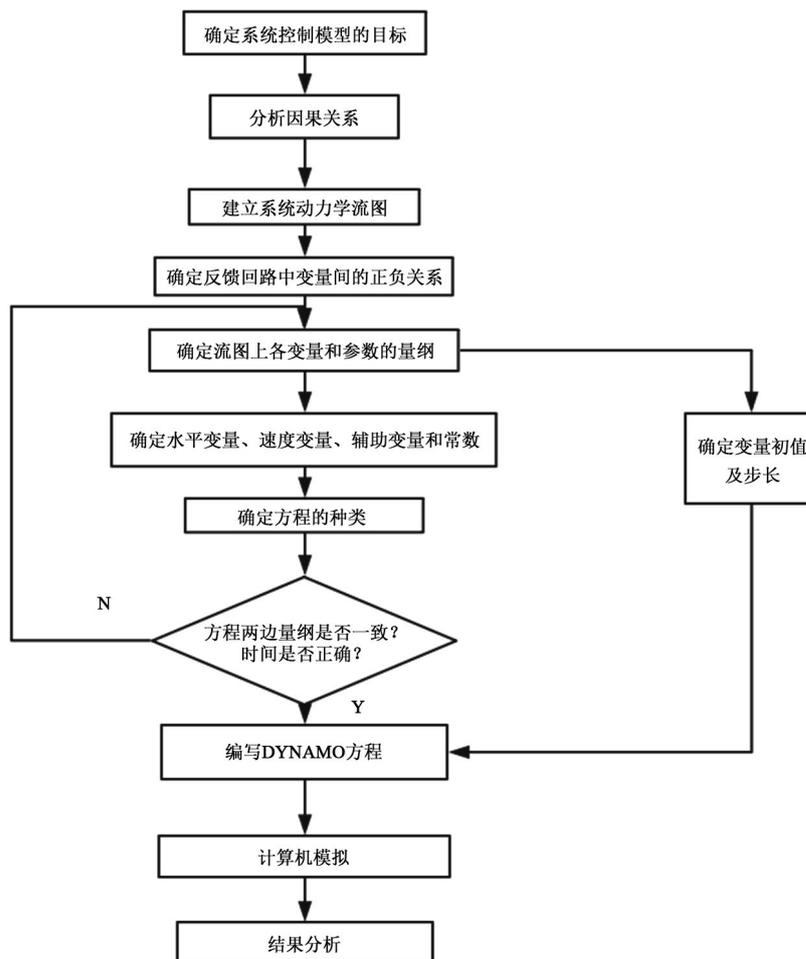 确定系统控制模型的目标
分析因果关系
建立系统动力学流图
确定反馈回路中变量间的正负关系
确定流图上各变量和参数的量纲
确定水平变量、速度变量、辅助变量和常数
确定变量初值
及步长
确定方程的种类
N
方程两边量纲是否一致？
时间是否正确？
Y
编写DYNAMO方程
计算机模拟
结果分析